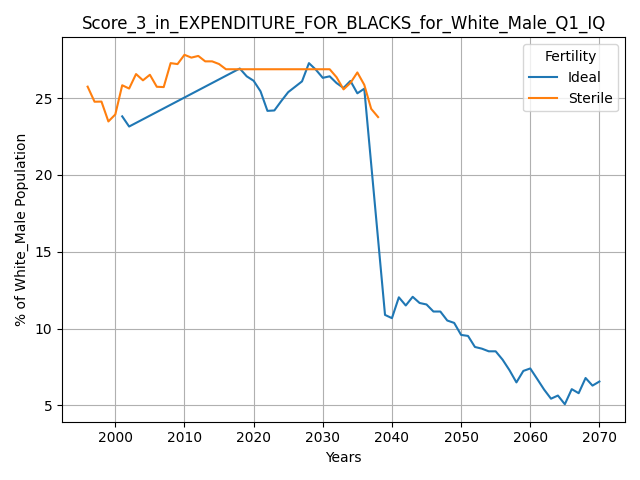 Score_3_in_EXPENDITURE_FOR_BLACKS_for_White_Male_Q1_IQ
Fertility
Ideal
Sterile
% of White_Male Population
25
20
15
10
5
2000 2010 2020 2030 2040 2050 2060 2070
Years